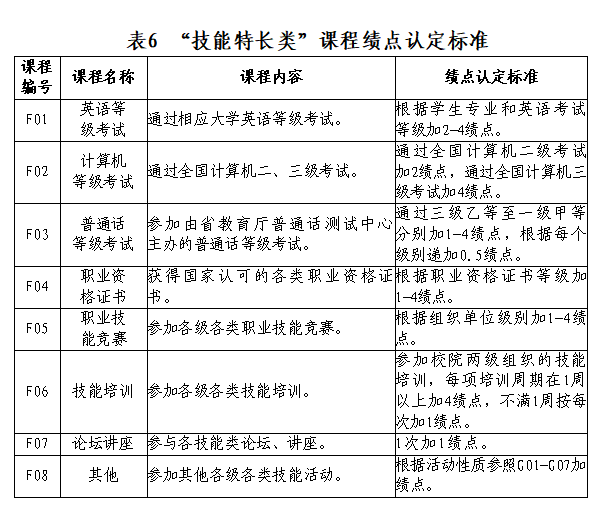 表6 “技能特长类”课程绩点认定标准
课程
编号
课程名称
课程内容
绩点认定标准
F01
英语等
级考试
通过相应大学英语等级考试。
根据学生专业和英语考试
等级加2-4绩点。
F02
计算机
等级考试
通过全国计算机二、三级考试。
通过全国计算机二级考试
加2绩点，通过全国计算机三
级考试加4绩点。
F03
普通话
等级考试
参加由省教育厅普通话测试中心
主办的普通话等级考试。
通过三级乙等至一级甲等
分别加1-4绩点，根据每个
级别递加0.5绩点。
F04
职业资
格证书
获得国家认可的各类职业资格证
书。
根据职业资格证书等级加
1-4绩点。
F05
职业技
能竞赛
参加各级各类职业技能竞赛。
根据组织单位级别加1-4绩
点。
F06
技能培训
参加各级各类技能培训。
参加校院两级组织的技能
培训，每项培训周期在1周
以上加4绩点，不满1周按每
次加1绩点。
F07
论坛讲座
参与各技能类论坛、讲座。
1次加1绩点。
F08
其他
参加其他各级各类技能活动。
根据活动性质参照G01-G07加
绩点。